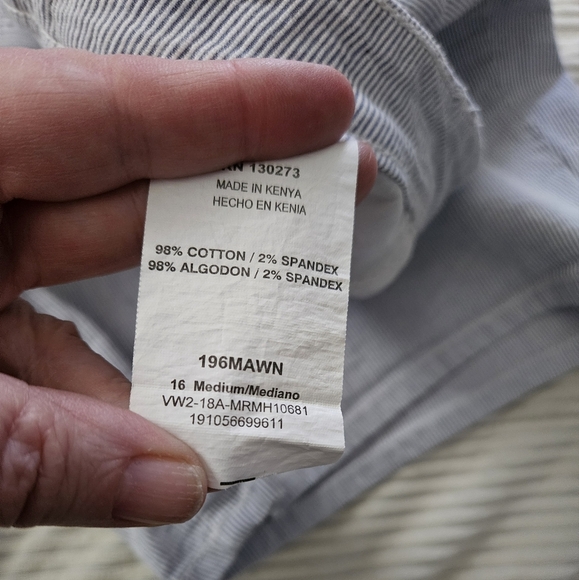 RN 130273
MADE IN KENYA
HECHO EN KENIA
98% COTTON / 2% SPANDEX
98% ALGODON / 2% SPANDEX
196MAWN
16 Medium/Mediano
VW2-18A-MRMH10681
191056699611